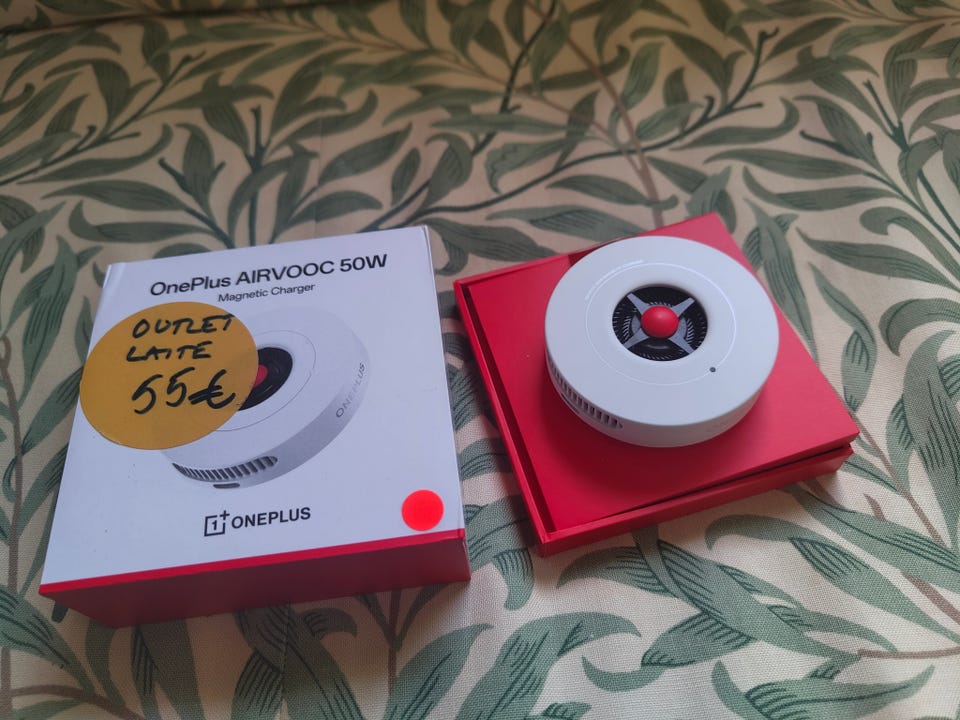 OnePlus AIRVOOC 50W
Magnetic Charger
OUTLET
LAITE
55€
ONEPLUS
1+ ONEPLUS